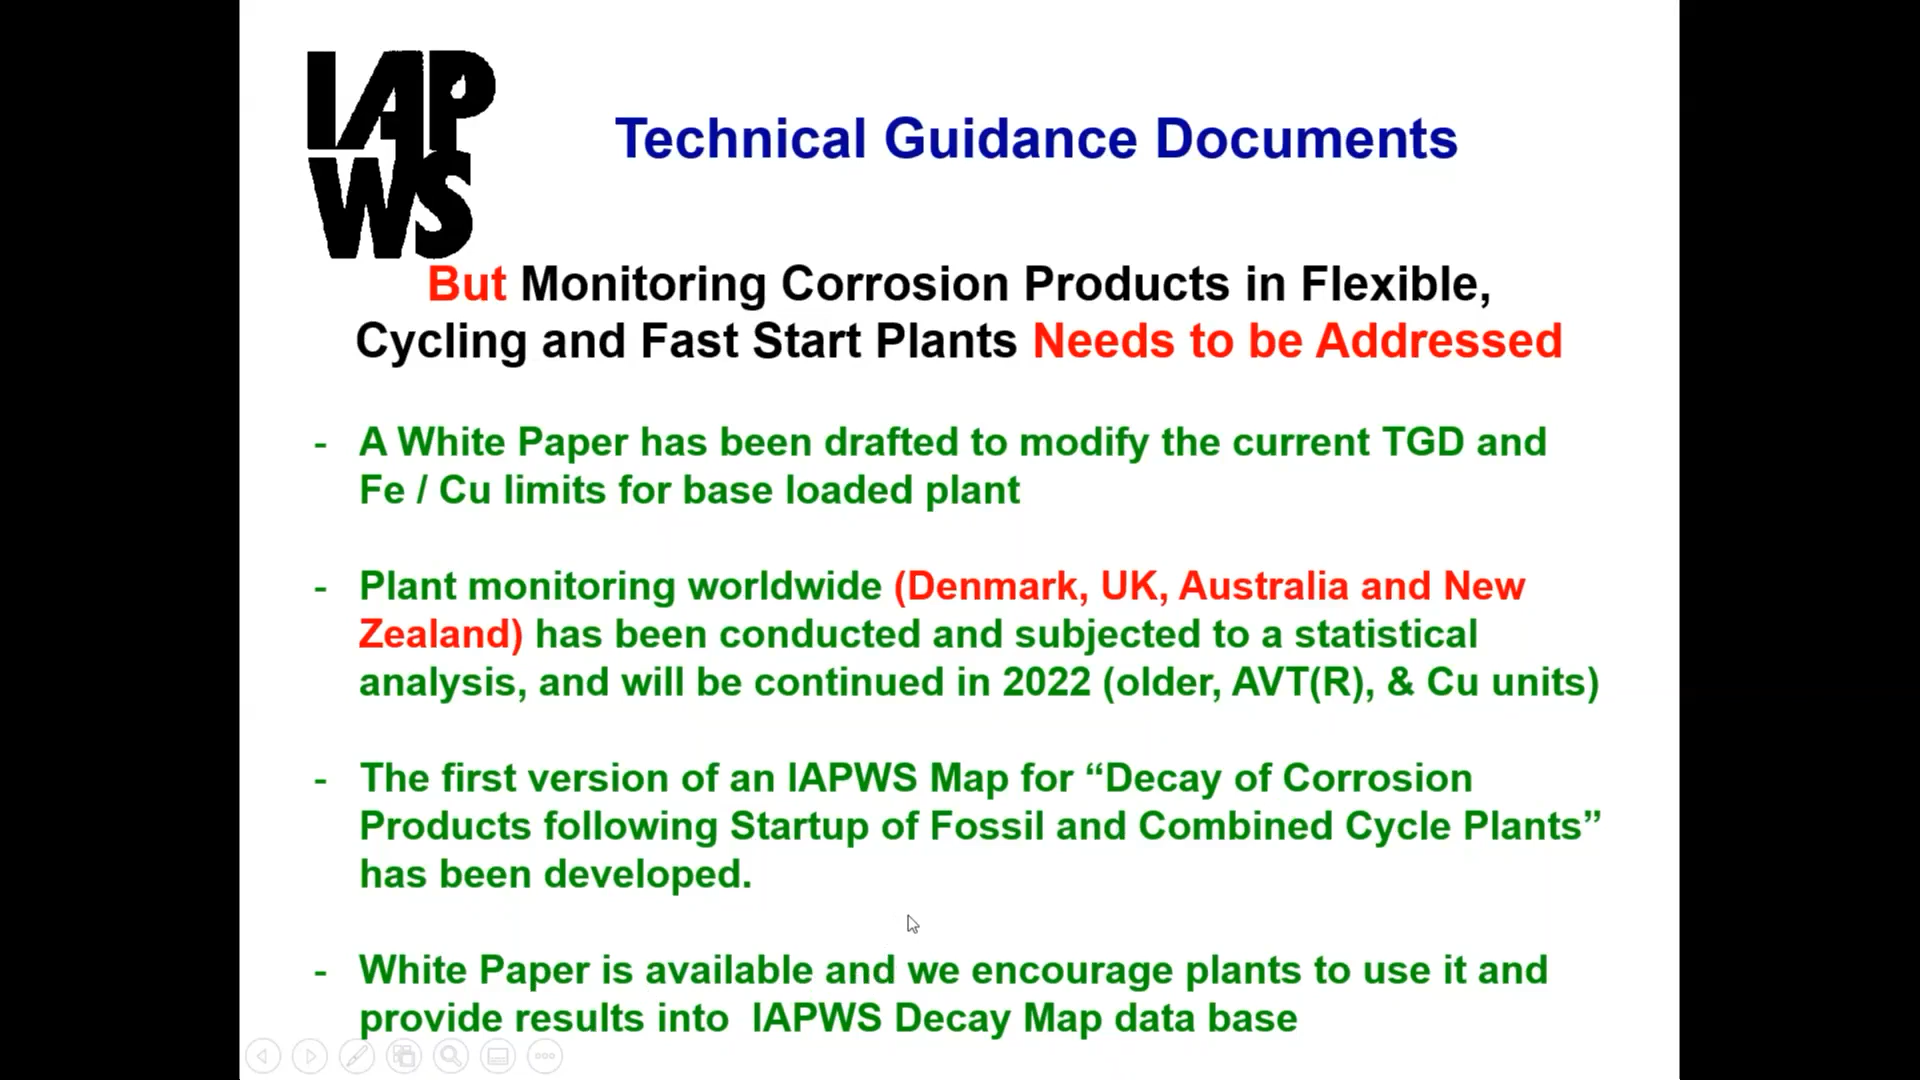 IAP
WS
Technical Guidance Documents
But Monitoring Corrosion Products in Flexible,
Cycling and Fast Start Plants Needs to be Addressed
- A White Paper has been drafted to modify the current TGD and
Fe / Cu limits for base loaded plant
- Plant monitoring worldwide (Denmark, UK, Australia and New
Zealand) has been conducted and subjected to a statistical
analysis, and will be continued in 2022 (older, AVT(R), & Cu units)
- The first version of an IAPWS Map for “Decay of Corrosion
Products following Startup of Fossil and Combined Cycle Plants”
has been developed.
- White Paper is available and we encourage plants to use it and
provide results into IAPWS Decay Map data base